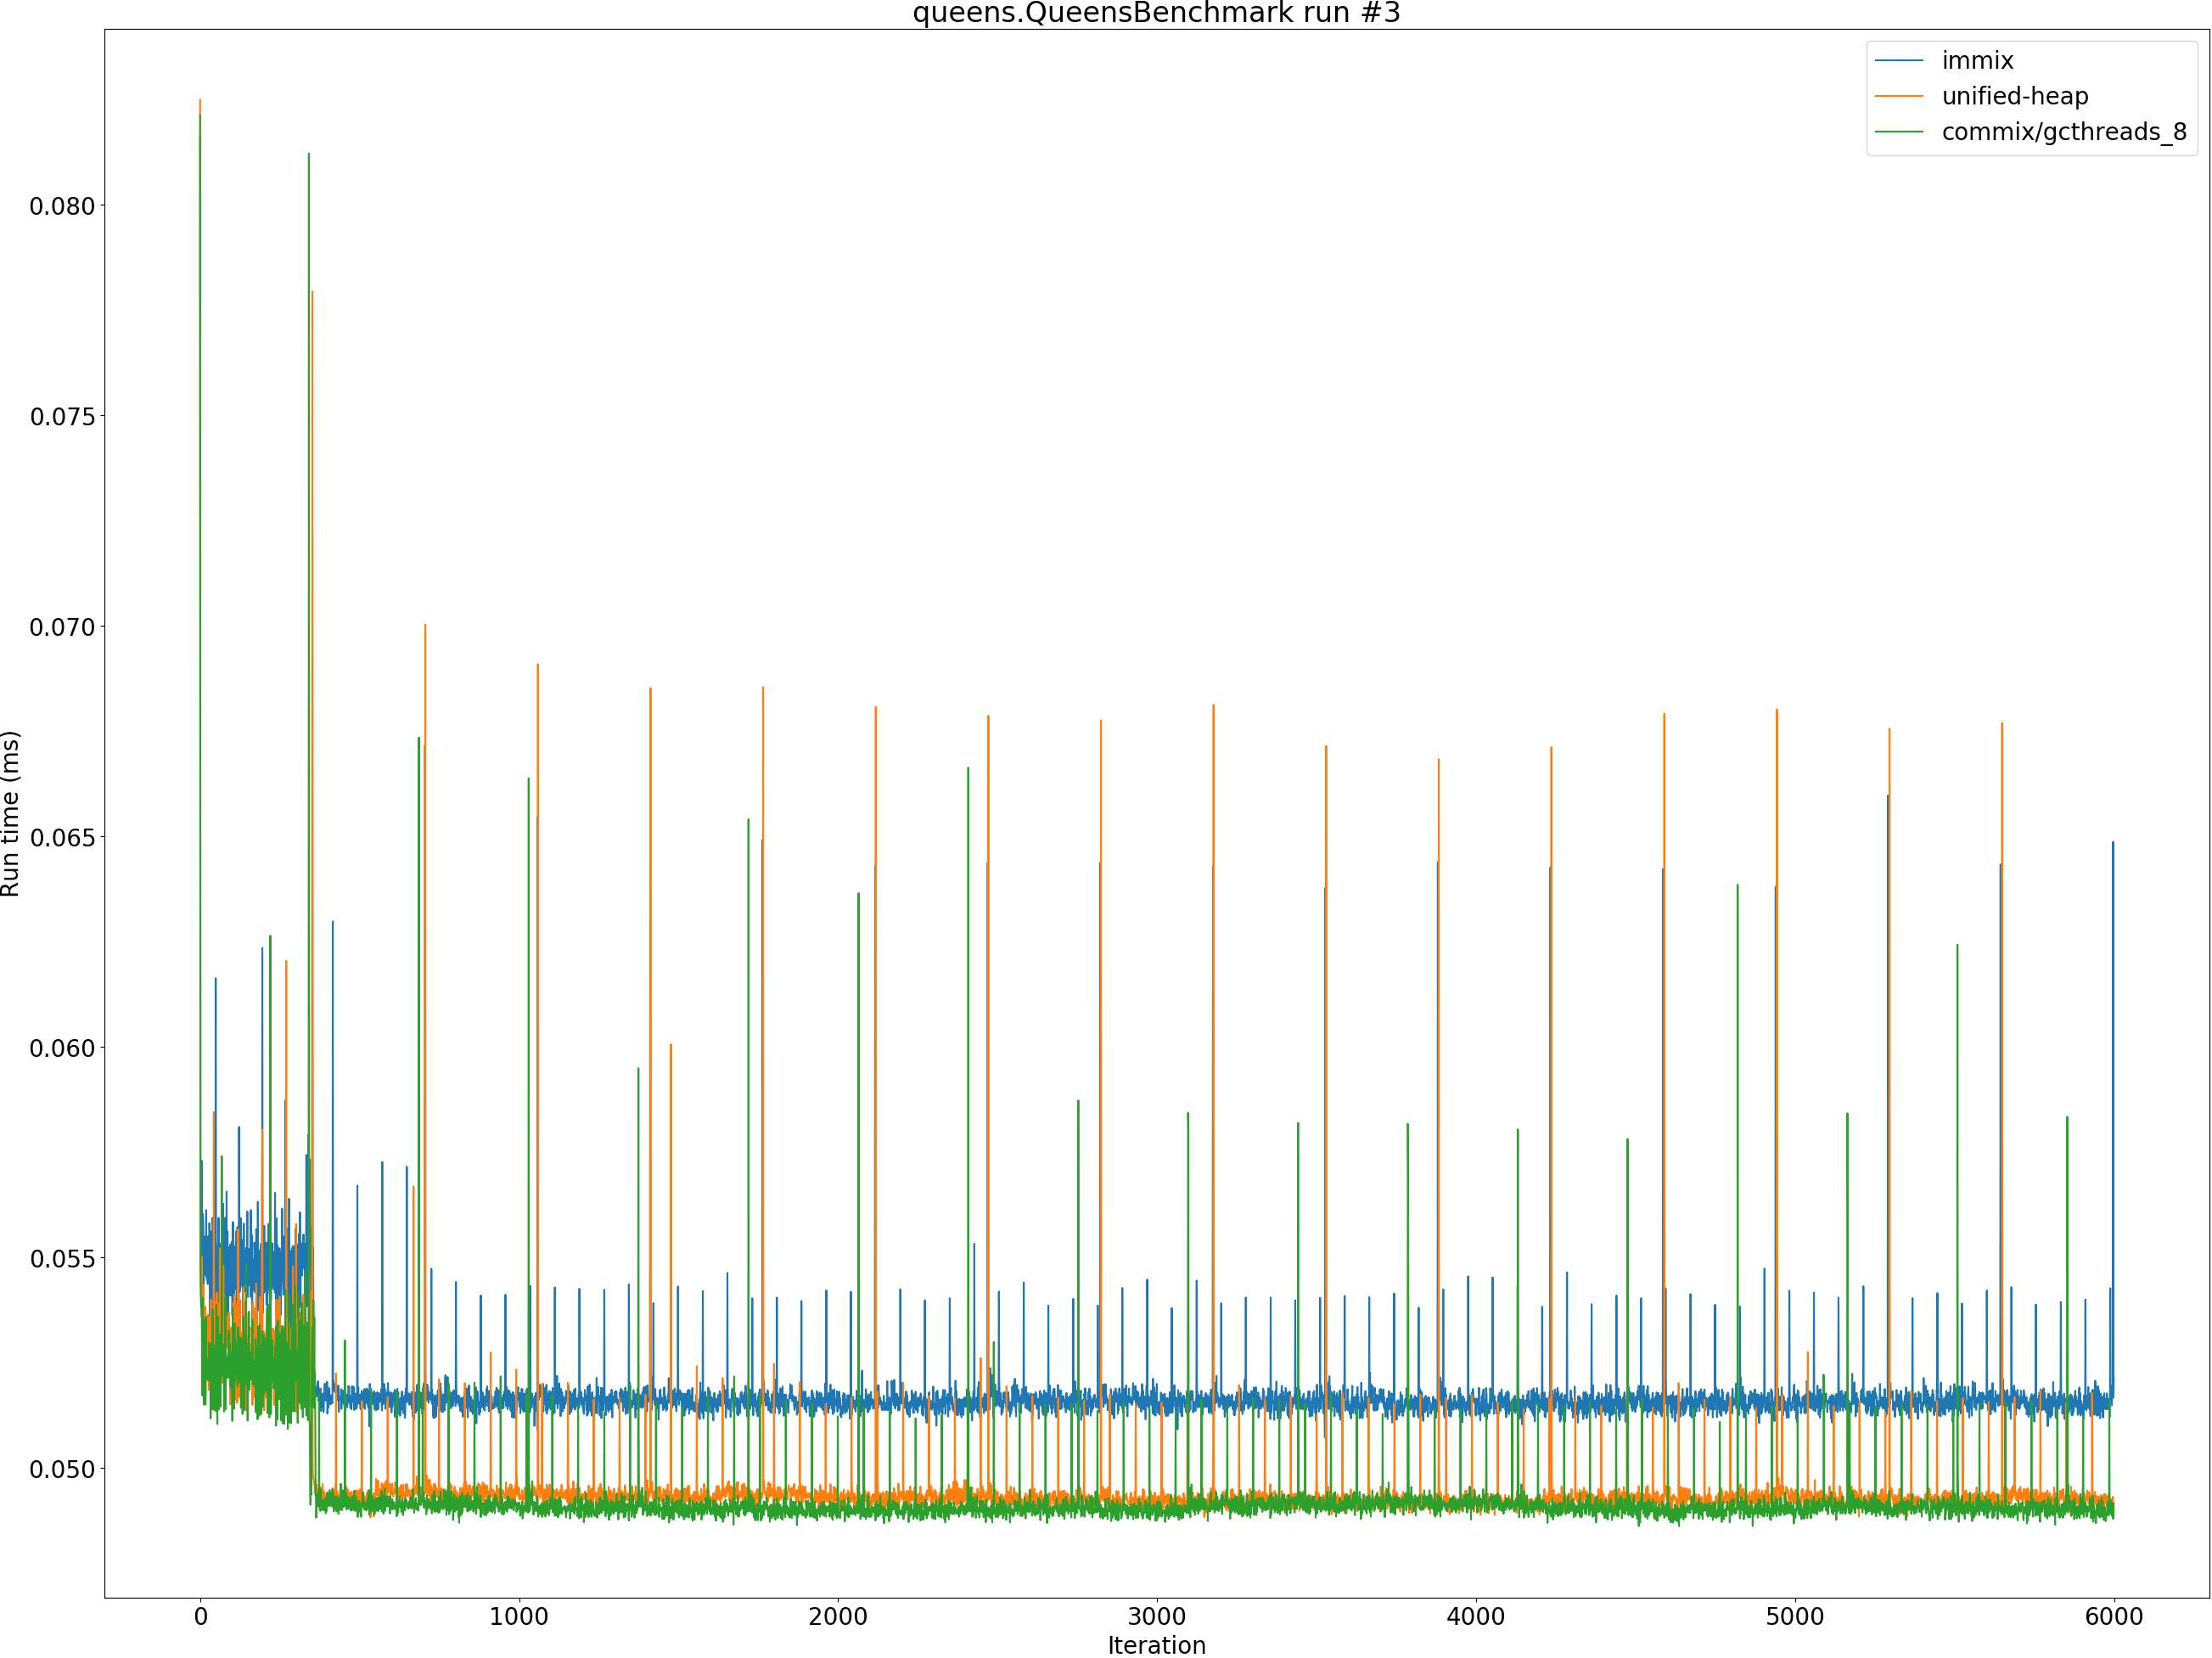 queens.QueensBenchmark run #3
immix
unified-heap
commix/gcthreads_8
Run time (ms)
0.080
0.075
0.070
0.065
0.060
0.055
0.050
0 1000 2000 3000 4000 5000 6000
Iteration